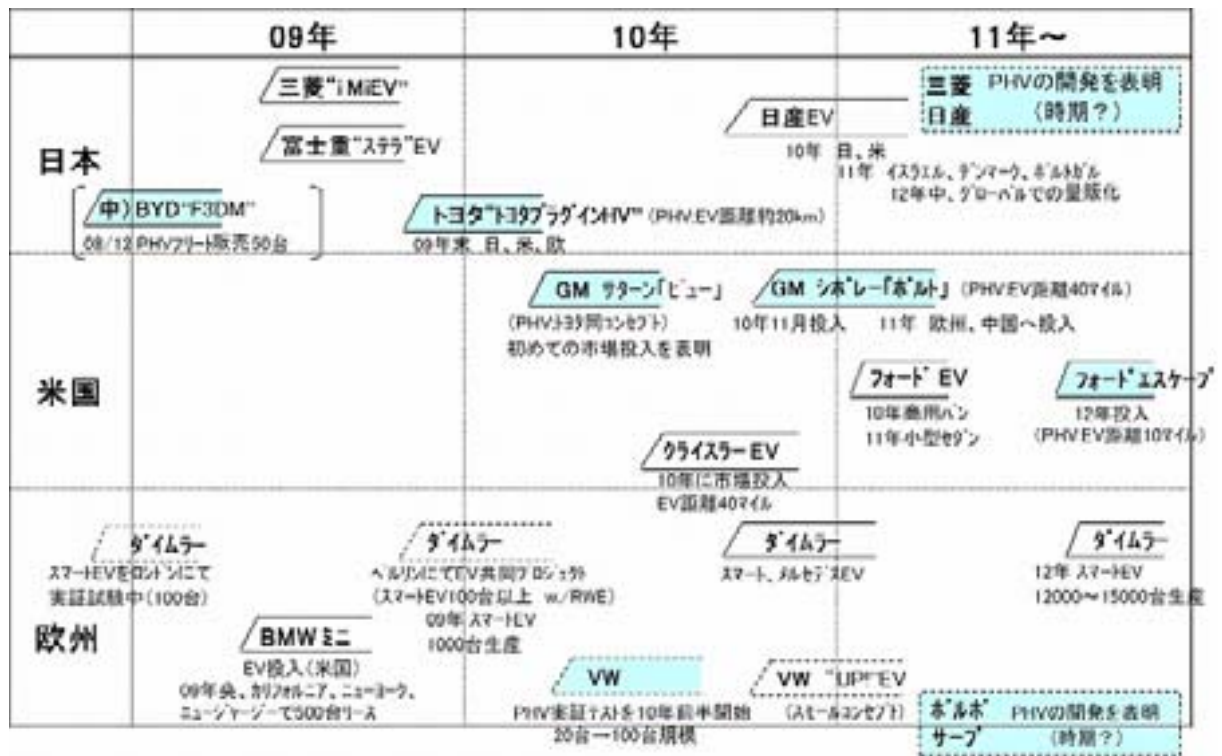 09年 10年 11年～
日本
三菱"iMiEV"
富士重"ｽﾃﾗ"EV
中）BYD"F3DM"
08/12 PHVﾌﾘｰﾄ販売50台
ﾄﾖﾀ"ﾄﾖﾀﾌﾟﾗｸﾞｲﾝHV"（PHV:EV距離約20km）
09年末 日、米、欧
日産EV
10年 日、米
11年 ｲｽﾗｴﾙ、ﾃﾞﾝﾏｰｸ、ﾎﾟﾙﾄｶﾞﾙ
12年中、ｸﾞﾛｰﾊﾞﾙでの量販化
三菱 PHVの開発を表明
日産 （時期？）
米国
GM ｻﾀｰﾝ「ﾋﾞｭｰ」
（PHV:ﾄﾖﾀ同ｺﾝｾﾌﾟﾄ）
初めての市場投入を表明
GM ｼﾎﾞﾚｰ「ﾎﾞﾙﾄ」（PHV:EV距離40ﾏｲﾙ）
10年11月投入 11年 欧州、中国へ投入
ﾌｫｰﾄﾞ EV
10年商用ﾊﾞﾝ
11年小型ｾﾀﾞﾝ
ﾌｫｰﾄﾞｴｽｹｰﾌﾟ
12年投入
（PHV:EV距離10ﾏｲﾙ）
ｸﾗｲｽﾗｰEV
10年に市場投入
EV距離40ﾏｲﾙ
欧州
ﾀﾞｲﾑﾗｰ
ｽﾏｰﾄEVをﾛﾝﾄﾞﾝにて
実証試験中（100台）
ﾀﾞｲﾑﾗｰ
ﾍﾞﾙﾘﾝにてEV共同ﾌﾟﾛｼﾞｪｸﾄ
（ｽﾏｰﾄEV100台以上 w/RWE）
09年 ｽﾏｰﾄEV
1000台生産
ﾀﾞｲﾑﾗｰ
ｽﾏｰﾄ、ﾒﾙｾﾃﾞｽEV
ﾀﾞｲﾑﾗｰ
12年 ｽﾏｰﾄEV
12000～15000台生産
BMWﾐﾆ
EV投入（米国）
09年央、ｶﾘﾌｫﾙﾆｱ、ﾆｭｰﾖｰｸ、
ﾆｭｰｼﾞｬｰｼﾞｰで500台ﾘｰｽ
VW
PHV実証ﾃｽﾄを10年前半開始
20台→100台規模
VW "UP!"EV
（ｽﾓｰﾙｺﾝｾﾌﾟﾄ）
ﾎﾞﾙﾎﾞ PHVの開発を表明
ｻｰﾌﾞ （時期？）